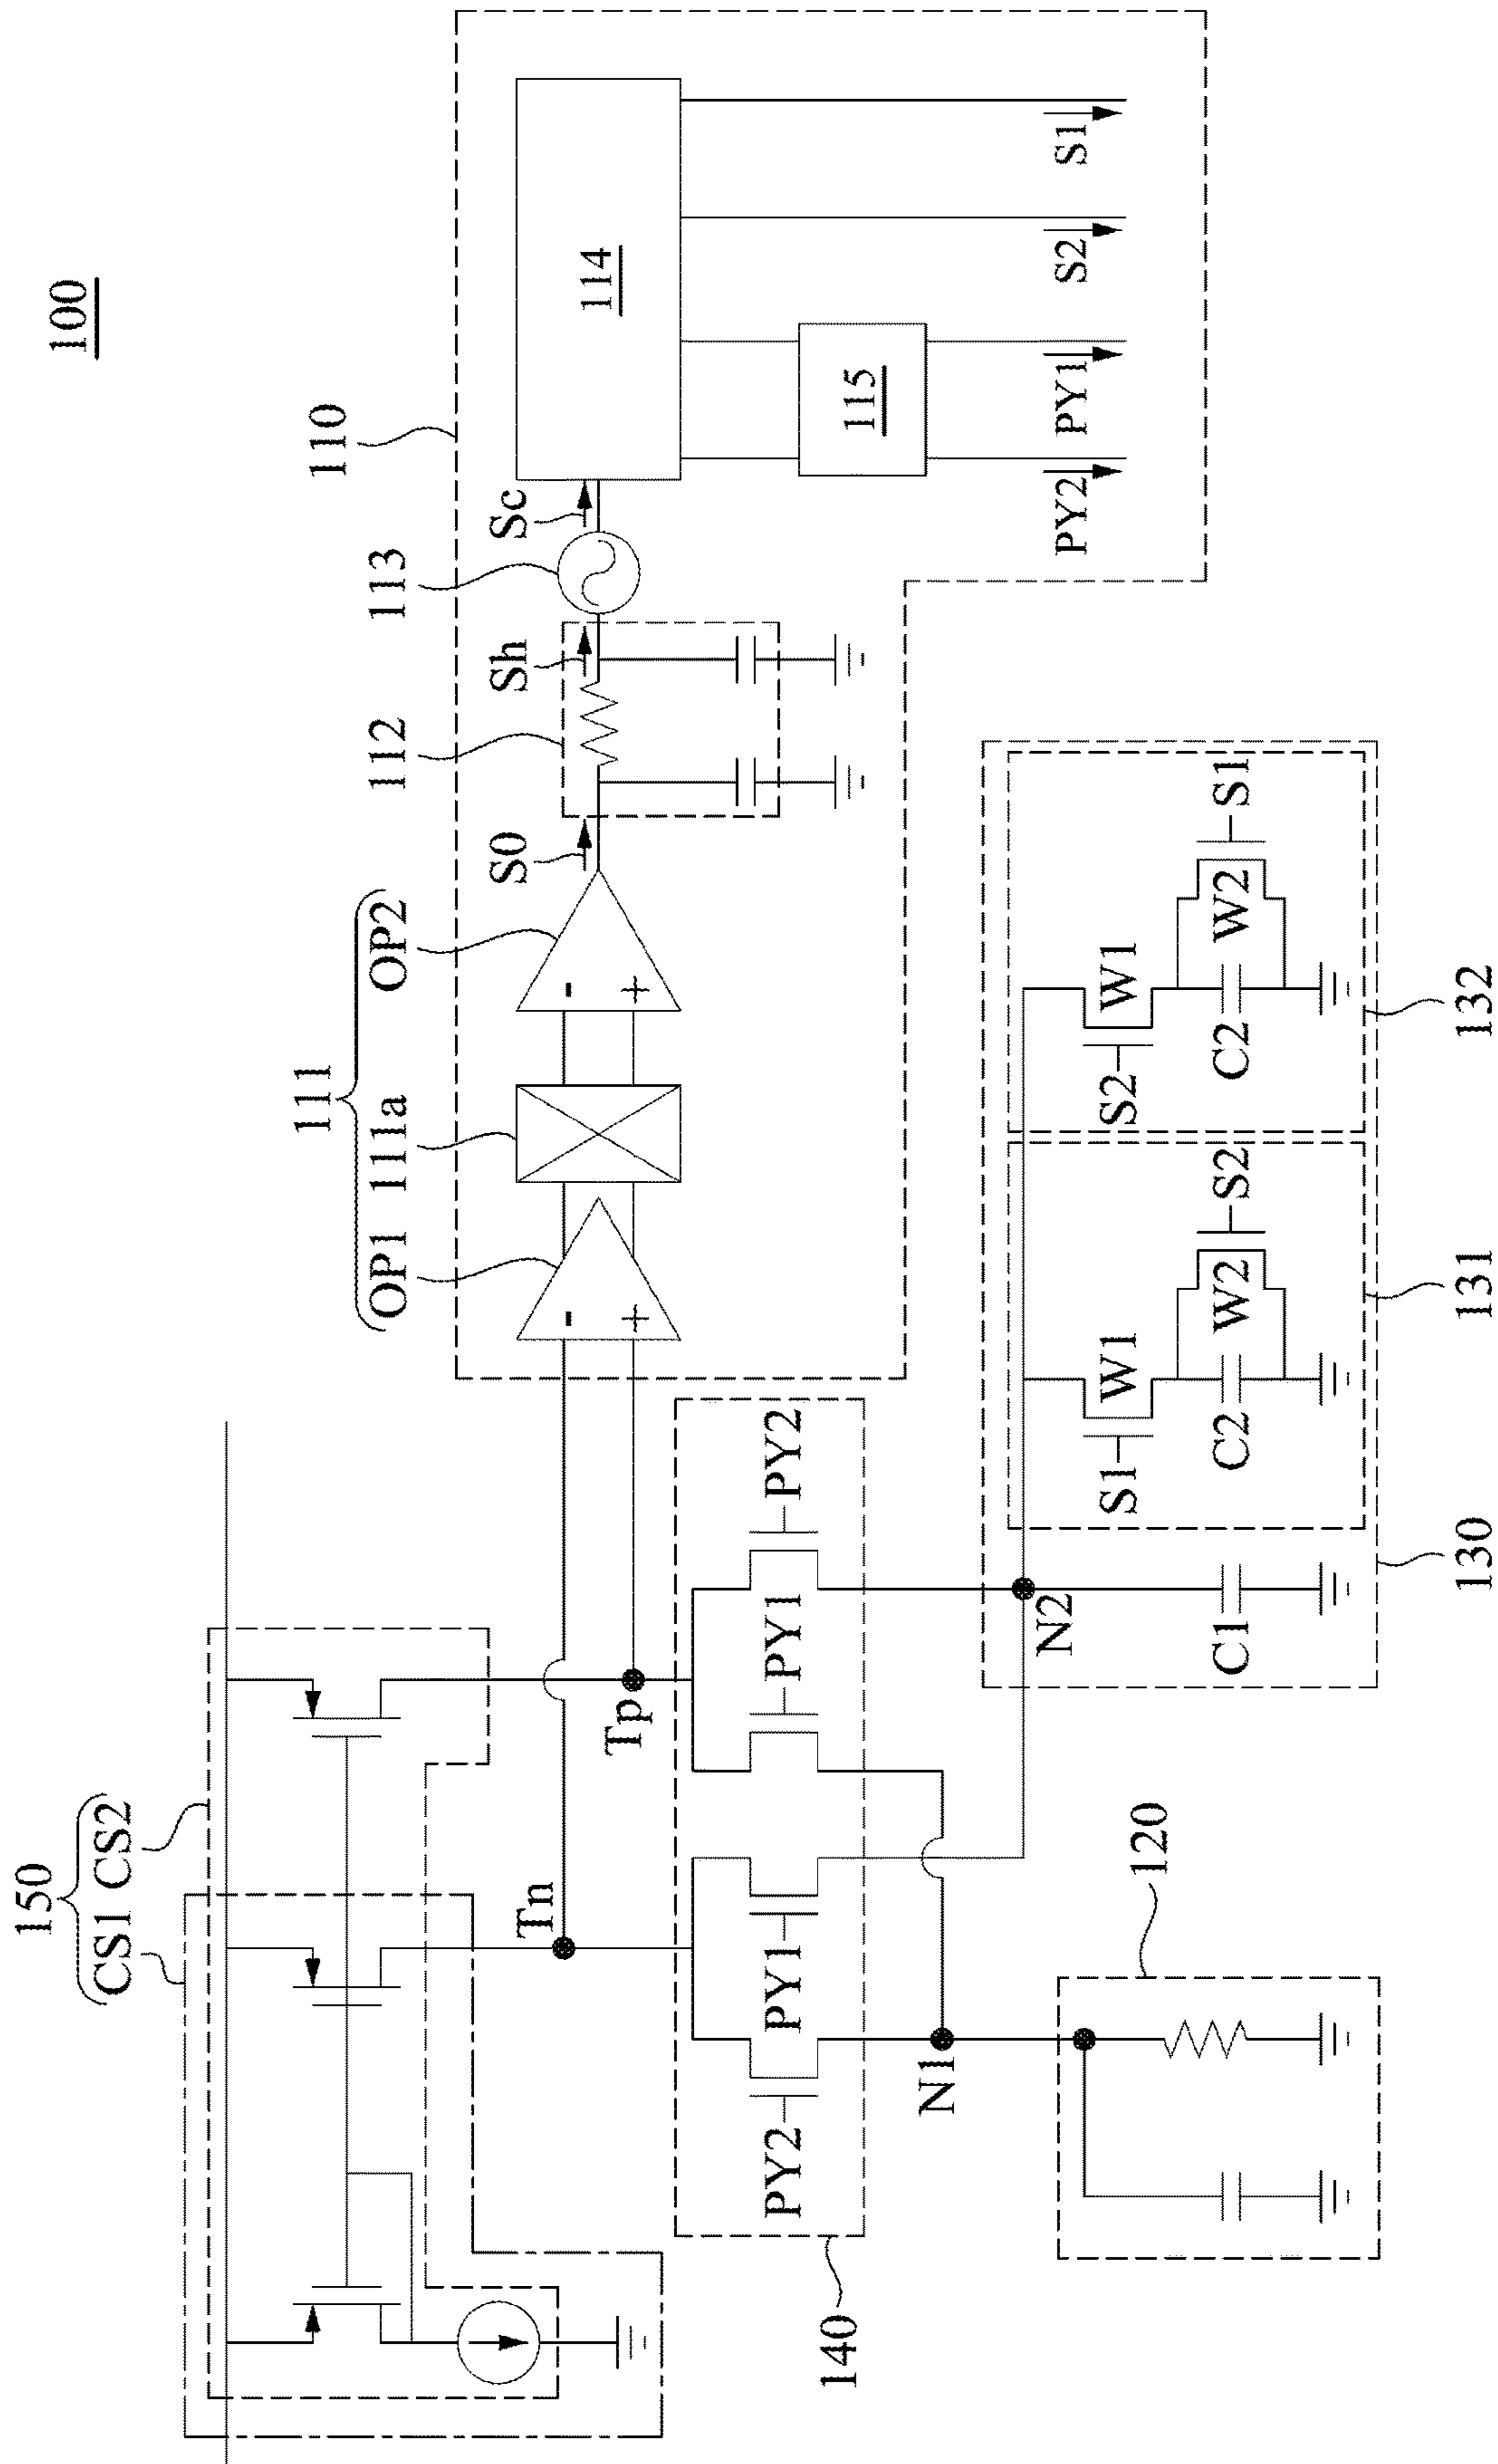 100
150
CS1 CS2
111
OP1 111a OP2
112
113
110
S0
Sh
Sc
114
115
PY2
PY1
S2
S1
Tn
Tp
140
PY2
PY1
PY1
PY2
N1
N2
120
130
C1
131
S1
W1
C2
W2
S2
132
S2
W1
C2
W2
S1